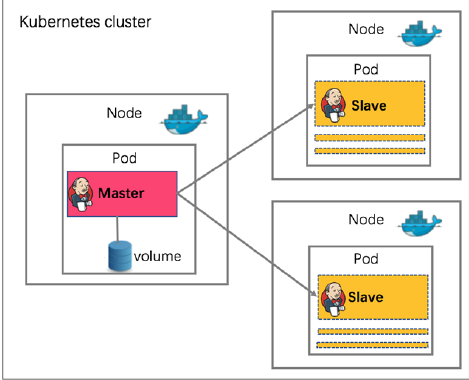 Kubernetes cluster
Node
Pod
Master
volume
Node
Pod
Slave
Node
Pod
Slave